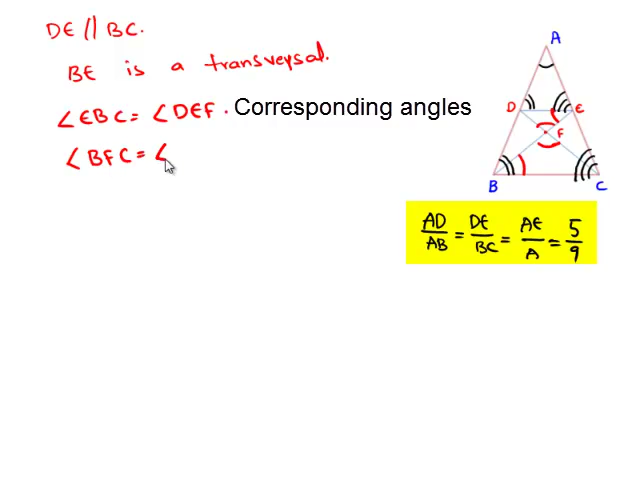 DE // BC.
BE is a transversal.
∠EBC = ∠DEF. Corresponding angles
∠BFC = ∠
A
D
E
F
B
C
AD/AB = DE/BC = AE/A = 5/9